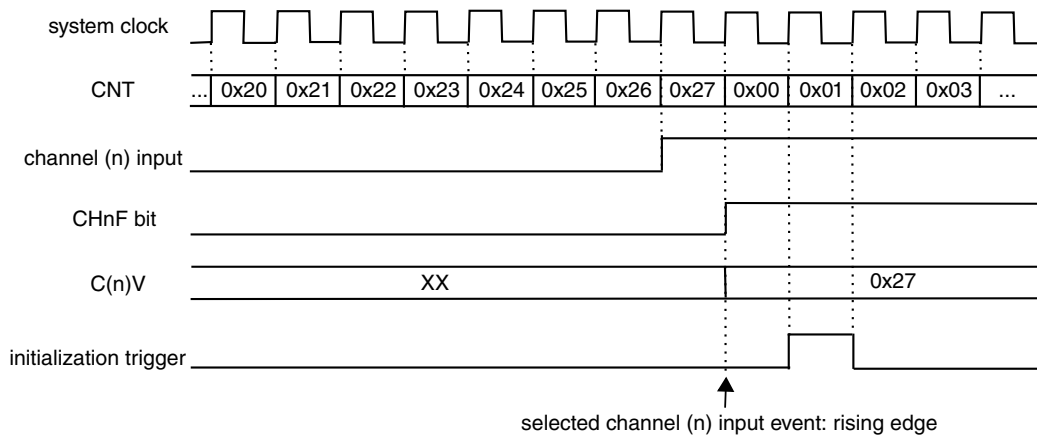 system clock
CNT ... 0x20 0x21 0x22 0x23 0x24 0x25 0x26 0x27 0x00 0x01 0x02 0x03 ...
channel (n) input
CHnF bit
C(n)V XX 0x27
initialization trigger
selected channel (n) input event: rising edge